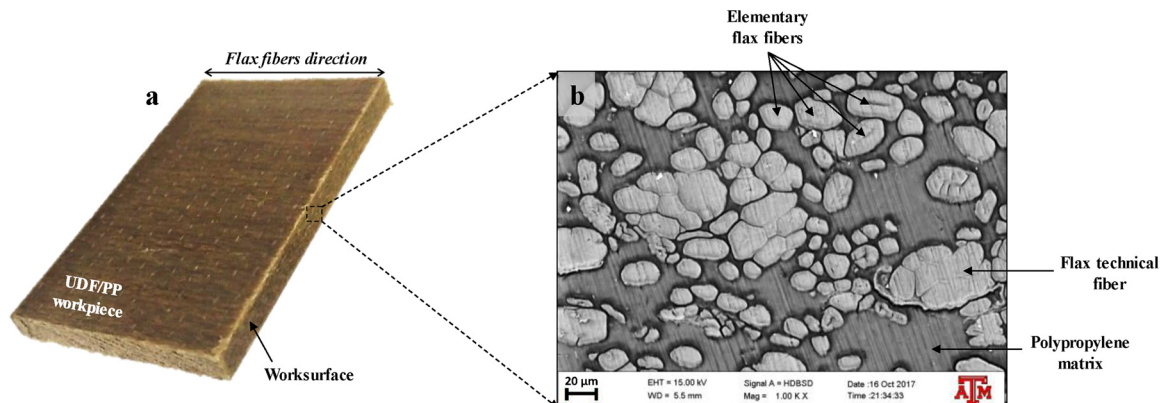 Flax fibers direction
a
UDF/PP
workpiece
Worksurface
Elementary
flax fibers
b
Flax technical
fiber
Polypropylene
matrix
20 µm
EHT = 15.00 kV
WD = 5.5 mm
Signal A = HDBSD
Mag = 1.00 K X
Date :16 Oct 2017
Time :21:34:33
ATM